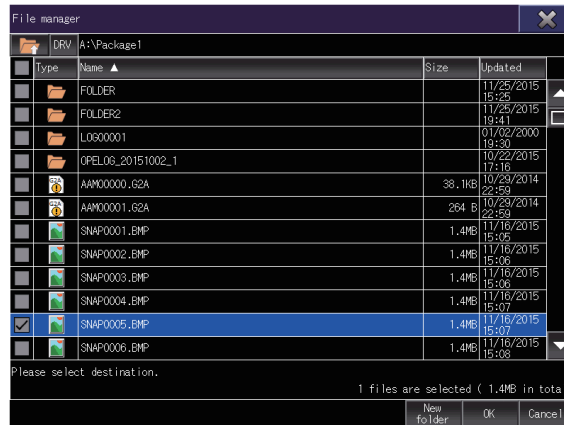 File manager
DRV A:\Package1
Type Name ▲ Size Updated
FOLDER 11/25/2015 15:25
FOLDER2 11/25/2015 19:41
LOG00001 01/02/2000 19:30
OPELOG_20151002_1 10/22/2015 17:16
G2A AAM00000.G2A 38.1KB 10/29/2014 22:59
G2A AAM00001.G2A 264 B 10/29/2014 22:59
SNAP0001.BMP 1.4MB 11/16/2015 15:05
SNAP0002.BMP 1.4MB 11/16/2015 15:06
SNAP0003.BMP 1.4MB 11/16/2015 15:06
SNAP0004.BMP 1.4MB 11/16/2015 15:07
SNAP0005.BMP 1.4MB 11/16/2015 15:07
SNAP0006.BMP 1.4MB 11/16/2015 15:08
Please select destination.
1 files are selected ( 1.4MB in tota
New folder OK Cancel